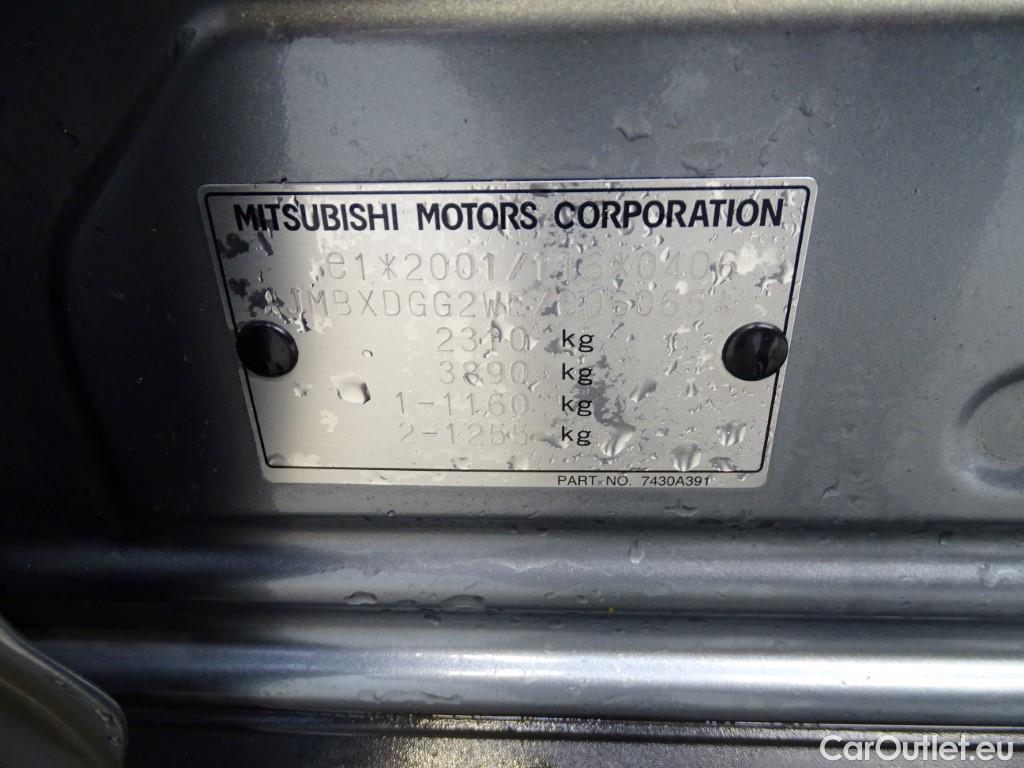 MITSUBISHI MOTORS CORPORATION
e1*2001/116*0406
2310 kg
3890 kg
1-1160 kg
2-1255 kg
PART NO. 7430A391
CarOutlet.eu